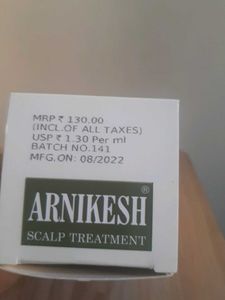 MRP ₹ 130.00
(INCL.OF ALL TAXES)
USP ₹ 1.30 Per ml
BATCH NO.141
MFG.ON: 08/2022
ARNIKESH®
SCALP TREATMENT